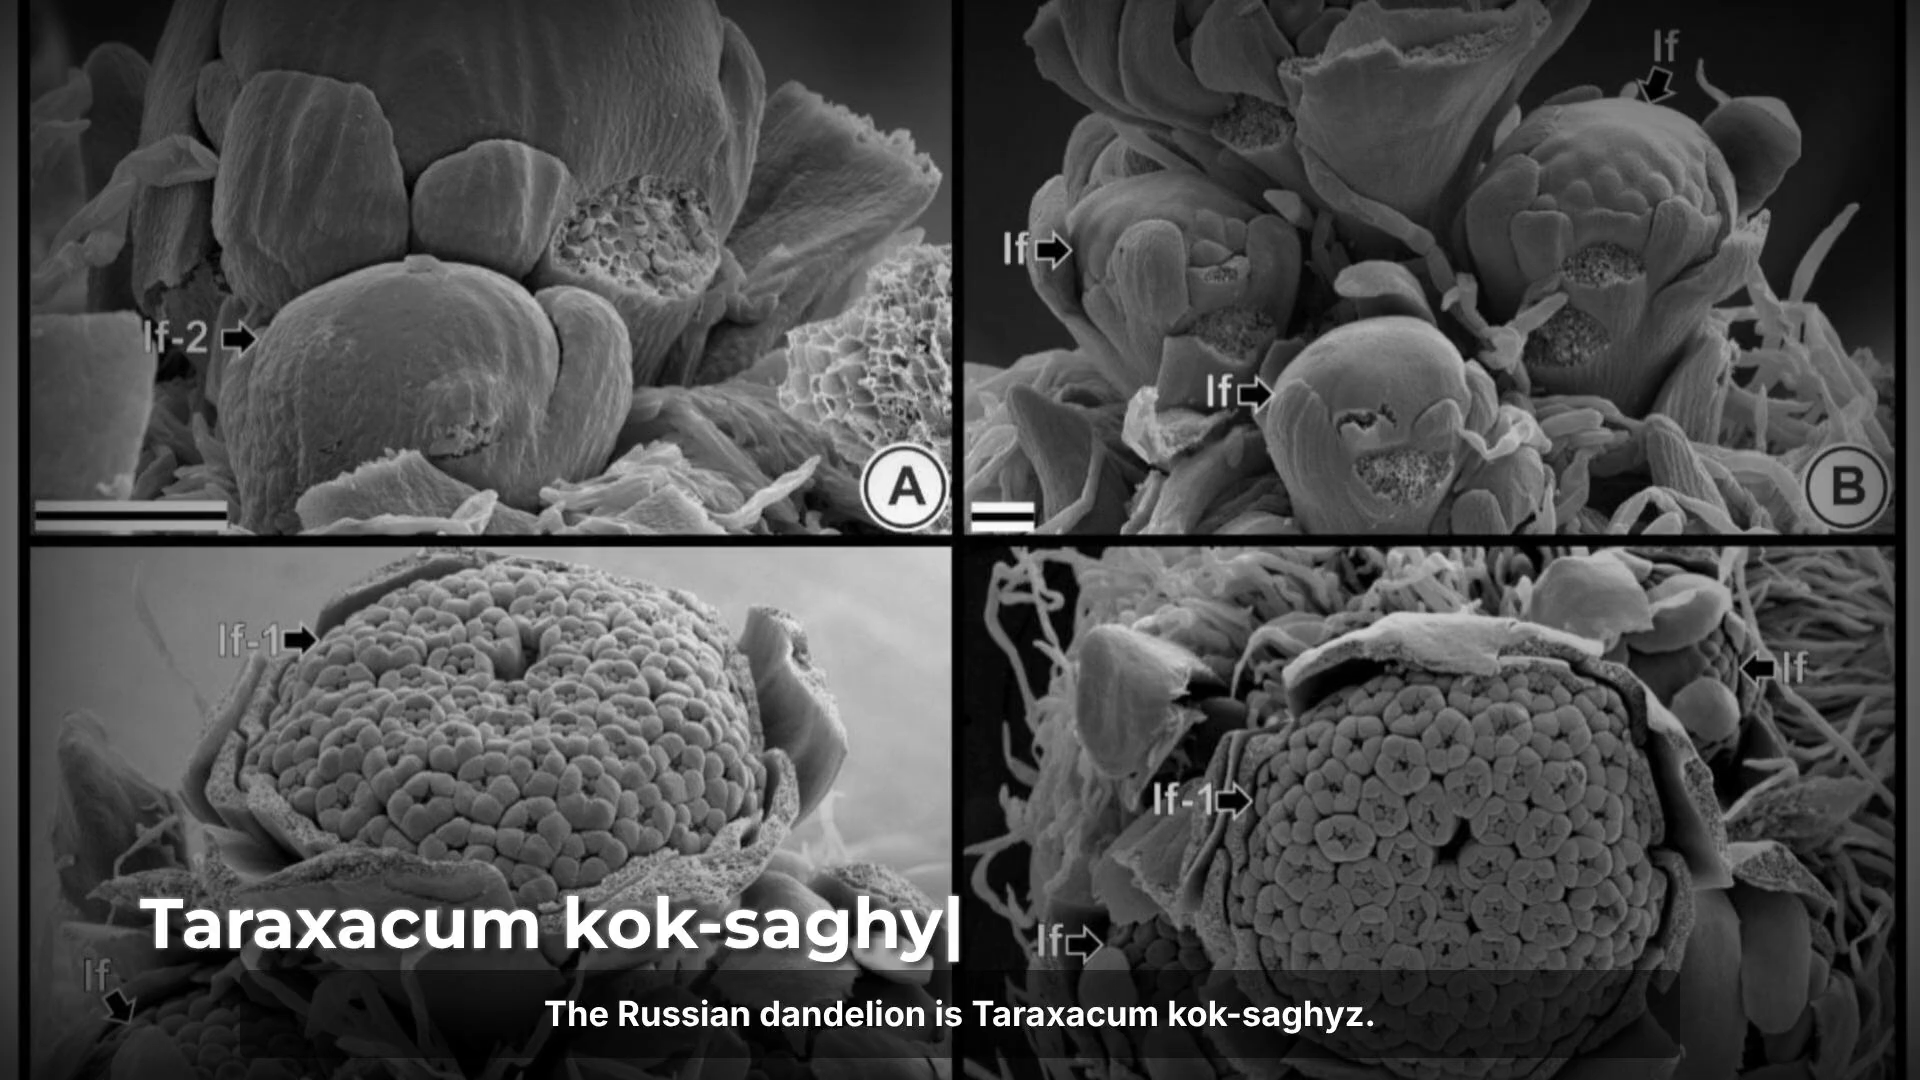 If
If
If
If-2
A
B
If-1
If
If-1
If
If
Taraxacum kok-saghy|
The Russian dandelion is Taraxacum kok-saghyz.